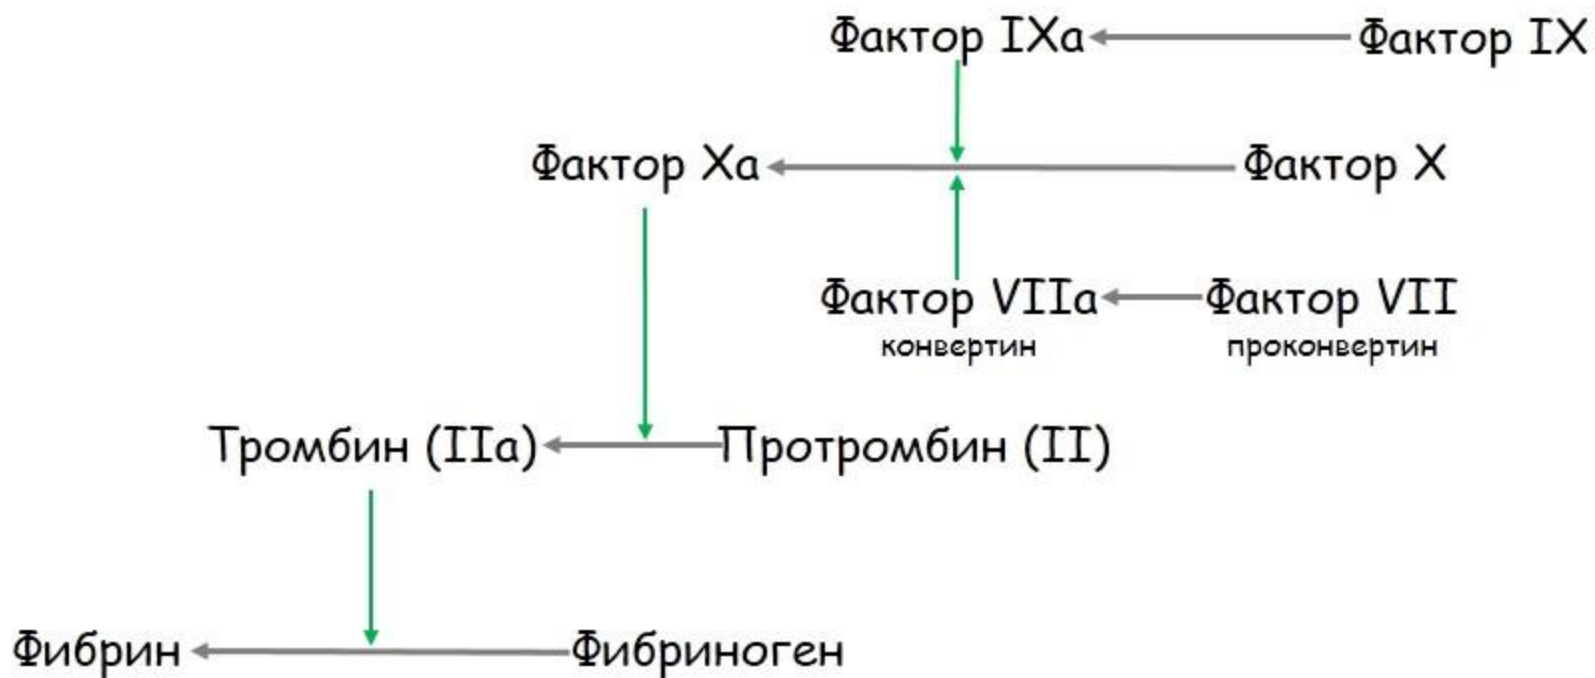 Фактор IXa Фактор IX
Фактор Xa Фактор X
Фактор VIIa Фактор VII
конвертин проконвертин
Тромбин (IIa) Протромбин (II)
Фибрин Фибриноген